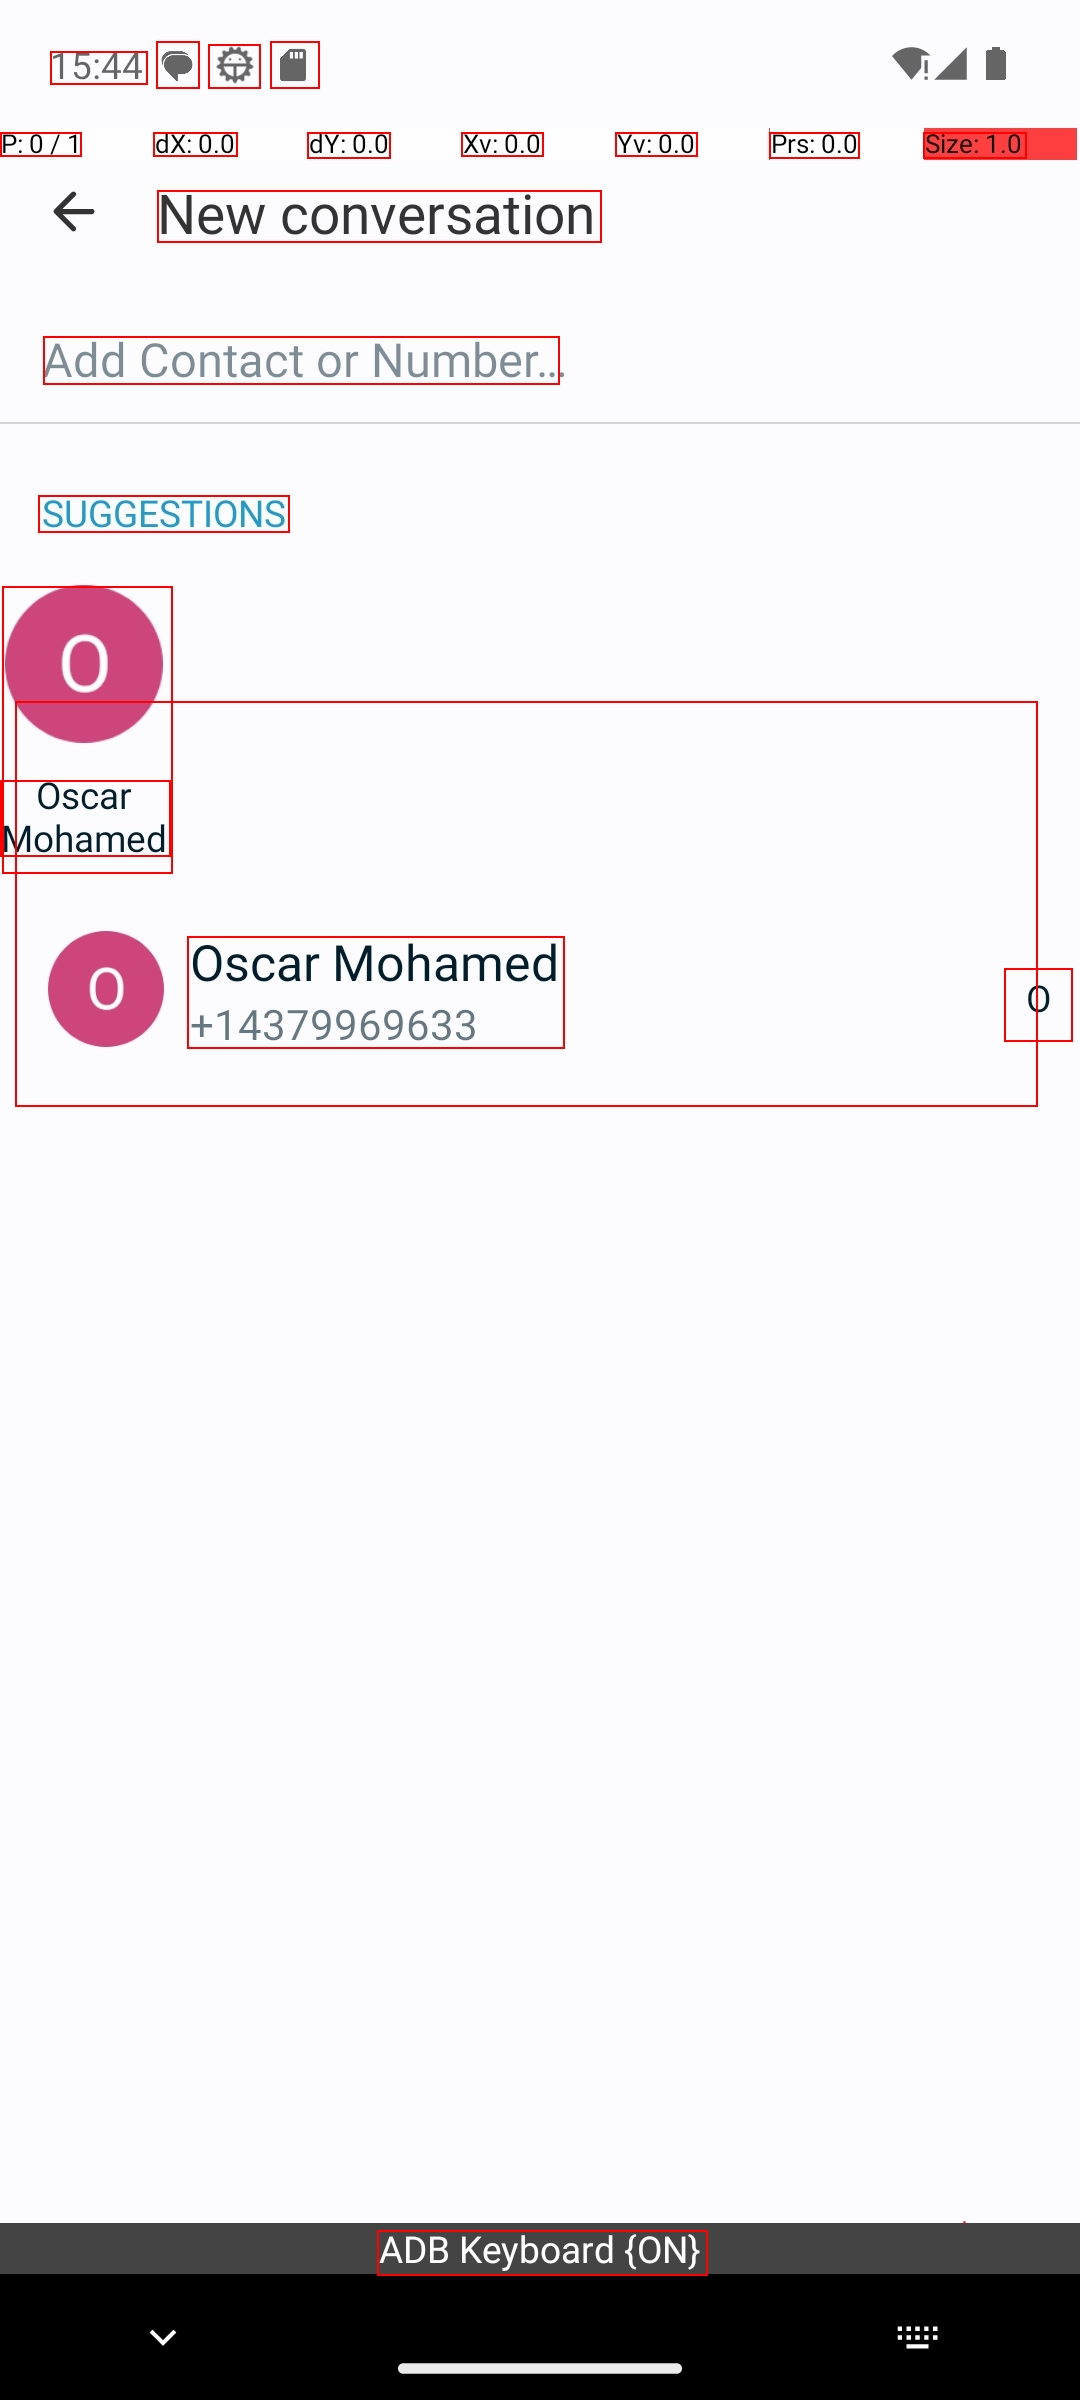 15:44
P: 0 / 1 dX: 0.0 dY: 0.0 Xv: 0.0 Yv: 0.0 Prs: 0.0 Size: 1.0
New conversation
Add Contact or Number…
SUGGESTIONS
O
Oscar
Mohamed
O
Oscar Mohamed
+14379969633
O
ADB Keyboard {ON}